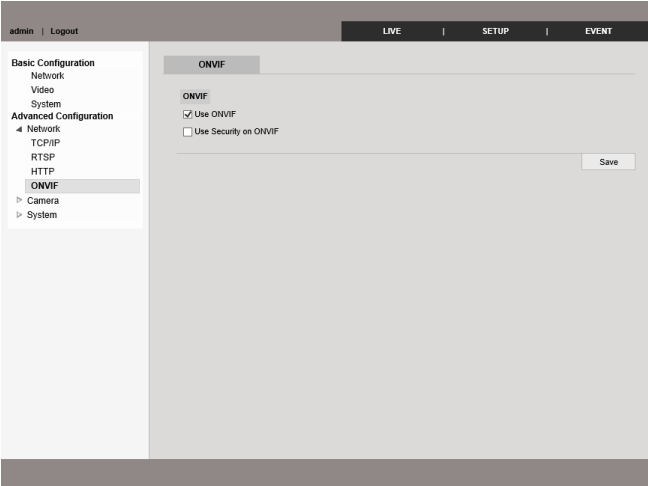 admin | Logout
LIVE | SETUP | EVENT
Basic Configuration
Network
Video
System
Advanced Configuration
Network
TCP/IP
RTSP
HTTP
ONVIF
Camera
System
ONVIF
ONVIF
Use ONVIF
Use Security on ONVIF
Save